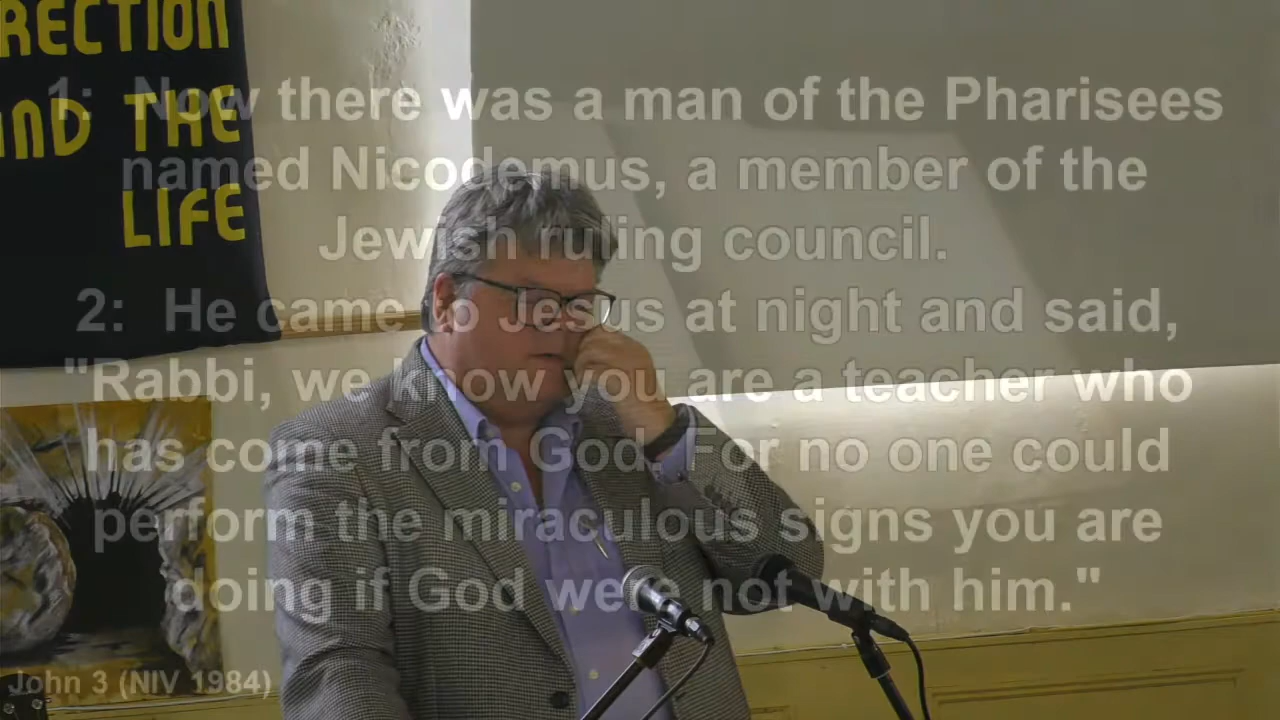 RECTION
AND THE
LIFE
1: Now there was a man of the Pharisees
named Nicodemus, a member of the
Jewish ruling council.
2: He came to Jesus at night and said,
"Rabbi, we know you are a teacher who
has come from God. For no one could
perform the miraculous signs you are
doing if God were not with him."
John 3 (NIV 1984)